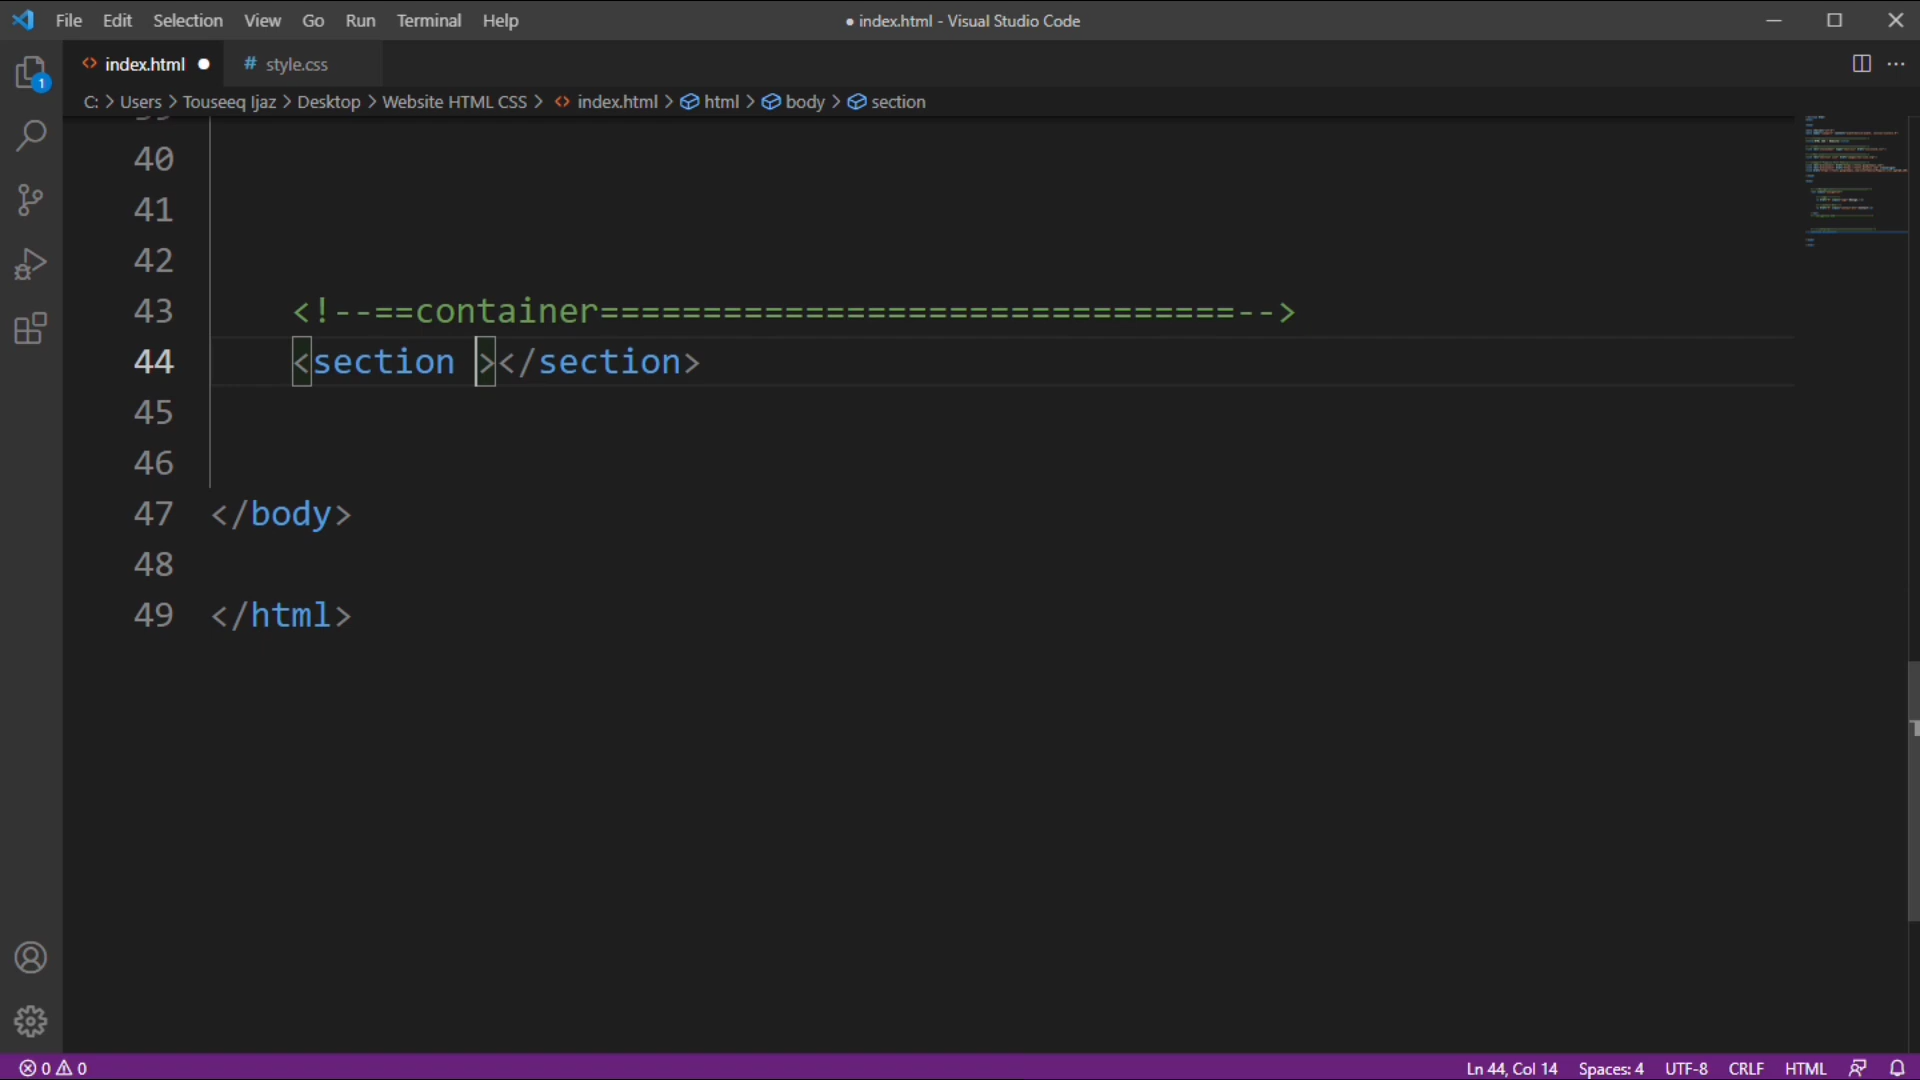 File Edit Selection View Go Run Terminal Help
● index.html - Visual Studio Code
index.html
# style.css
C: > Users > Touseeq Ijaz > Desktop > Website HTML CSS > index.html > html > body > section
1
40
41
42
43 <!--==container===============================-->
44 <section ></section>
45
46
47 </body>
48
49 </html>
0 0
Ln 44, Col 14 Spaces: 4 UTF-8 CRLF HTML